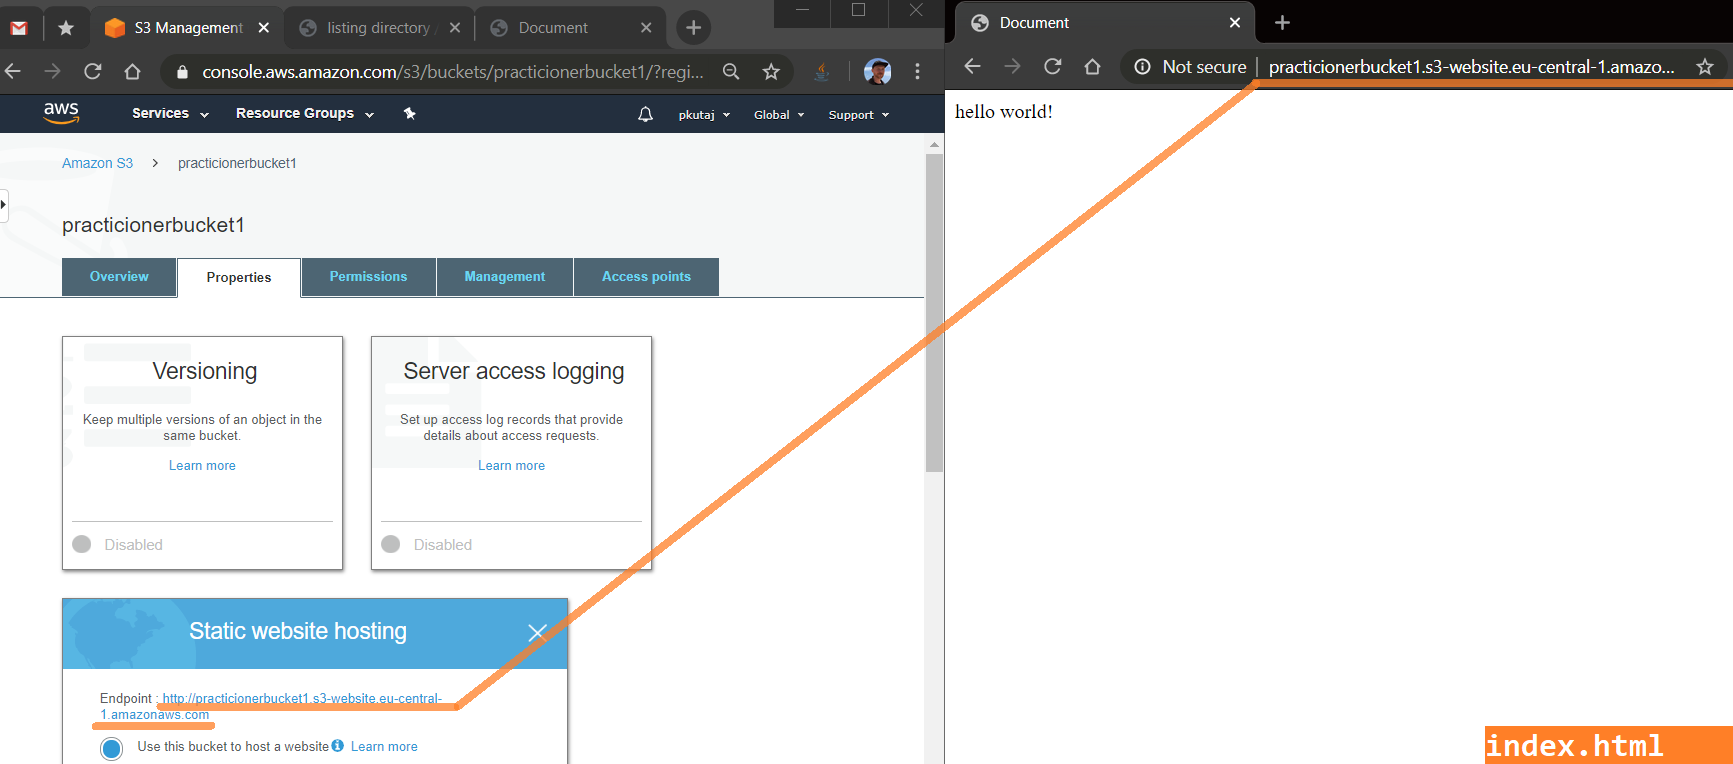 S3 Management
listing directory /
Document
console.aws.amazon.com/s3/buckets/practicionerbucket1/?regi...
aws
Services
Resource Groups
pkutaj
Global
Support
Amazon S3 > practicionerbucket1
practicionerbucket1
Overview
Properties
Permissions
Management
Access points
Versioning
Keep multiple versions of an object in the
same bucket.
Learn more
Disabled
Server access logging
Set up access log records that provide
details about access requests.
Learn more
Disabled
Static website hosting
Endpoint : http://practicionerbucket1.s3-website.eu-central-
1.amazonaws.com
Use this bucket to host a website Learn more
Document
Not secure | practicionerbucket1.s3-website.eu-central-1.amazo...
hello world!
index.html